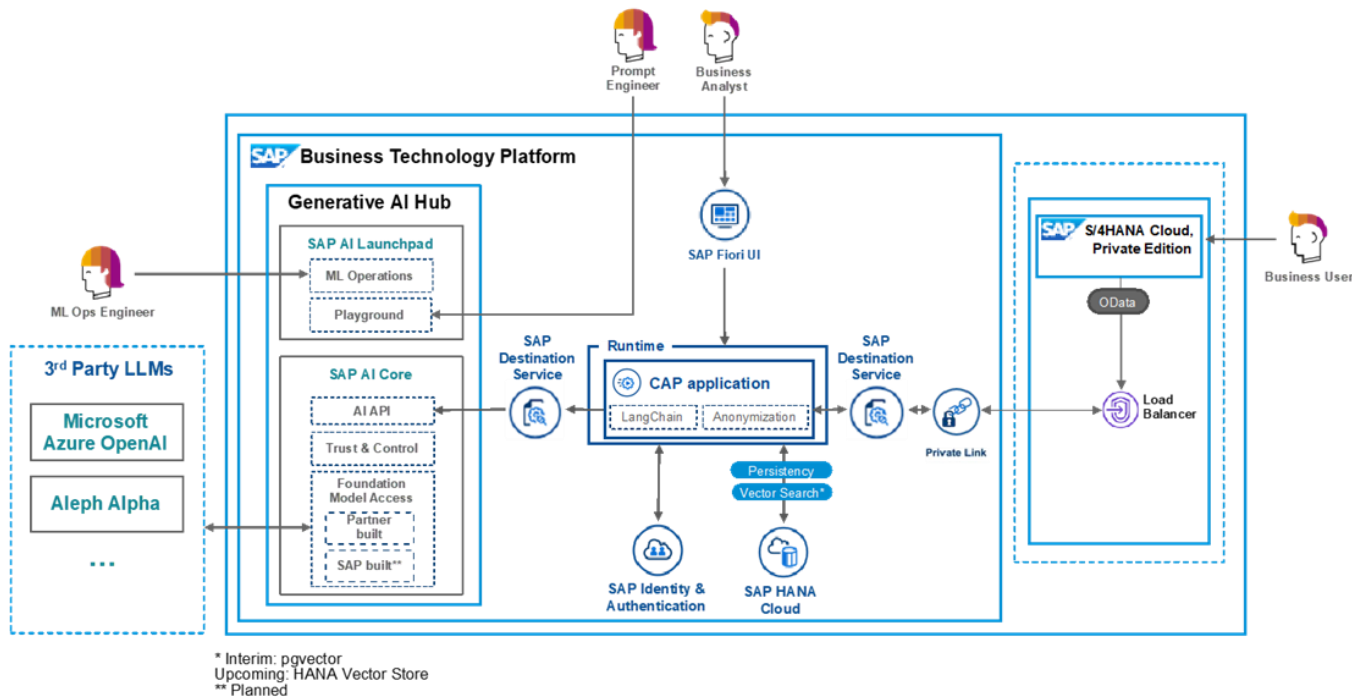 Prompt
Engineer
Business
Analyst
SAP Business Technology Platform
Generative AI Hub
SAP AI Launchpad
ML Operations
Playground
ML Ops Engineer
SAP Fiori UI
SAP S/4HANA Cloud,
Private Edition
Business User
OData
3rd Party LLMs
Microsoft
Azure OpenAI
Aleph Alpha
...
SAP AI Core
AI API
Trust & Control
Foundation
Model Access
Partner
built
SAP built**
SAP
Destination
Service
Runtime
CAP application
LangChain
Anonymization
SAP
Destination
Service
Private Link
Load
Balancer
Persistency
Vector Search*
SAP Identity &
Authentication
SAP HANA
Cloud
* Interim: pgvector
Upcoming: HANA Vector Store
** Planned